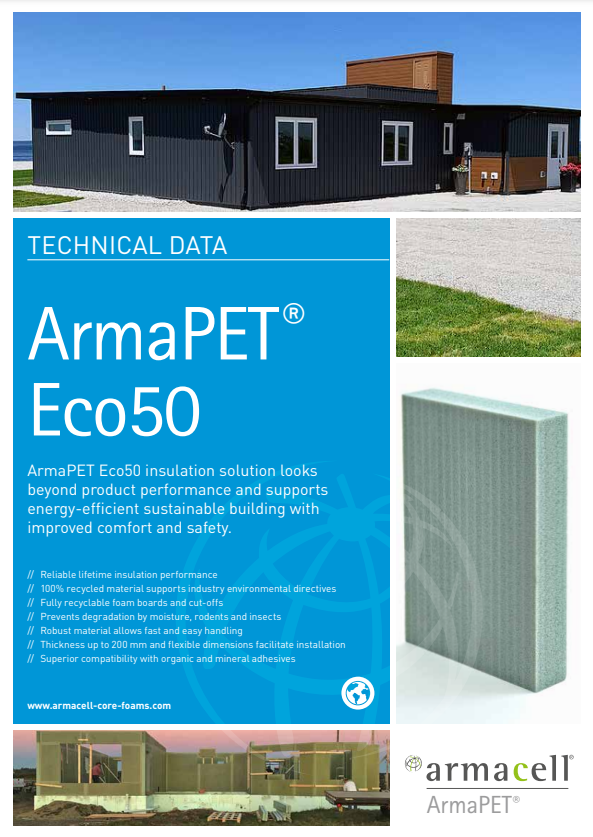 TECHNICAL DATA
ArmaPET®
Eco50
ArmaPET Eco50 insulation solution looks
beyond product performance and supports
energy-efficient sustainable building with
improved comfort and safety.
// Reliable lifetime insulation performance
// 100% recycled material supports industry environmental directives
// Fully recyclable foam boards and cut-offs
// Prevents degradation by moisture, rodents and insects
// Robust material allows fast and easy handling
// Thickness up to 200 mm and flexible dimensions facilitate installation
// Superior compatibility with organic and mineral adhesives
www.armacell-core-foams.com
armacell®
ArmaPET®